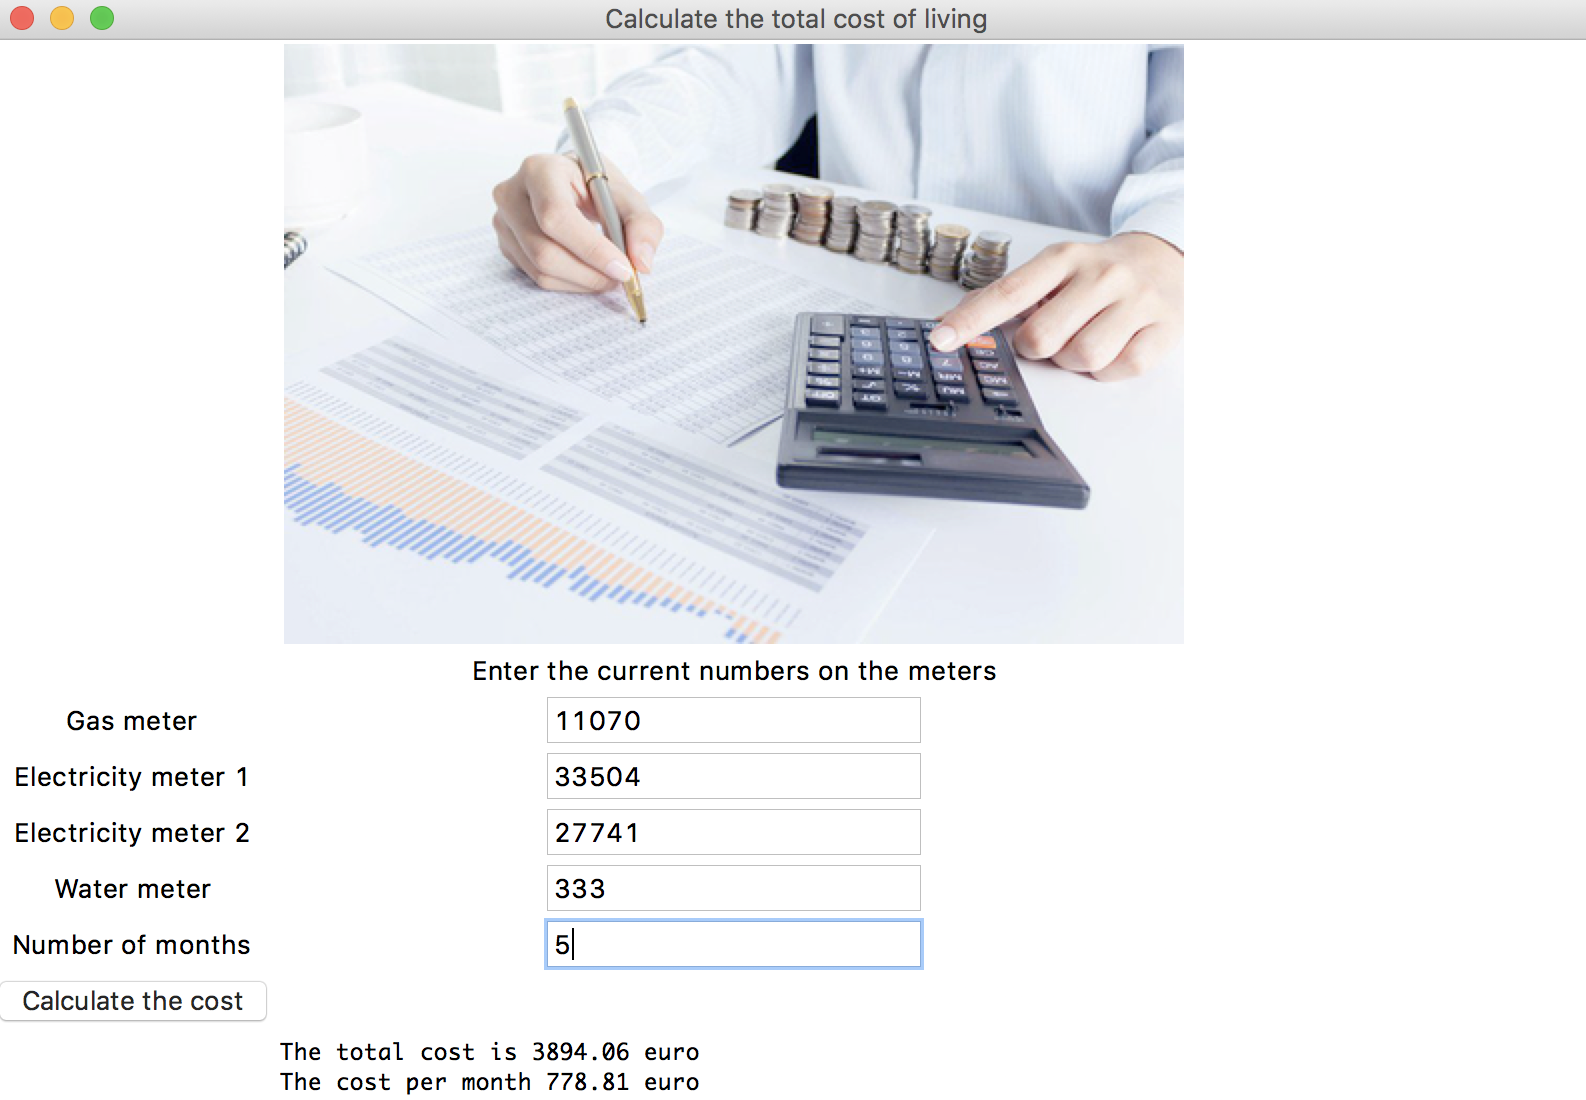 Calculate the total cost of living
Enter the current numbers on the meters
Gas meter 11070
Electricity meter 1 33504
Electricity meter 2 27741
Water meter 333
Number of months 5
Calculate the cost
The total cost is 3894.06 euro
The cost per month 778.81 euro